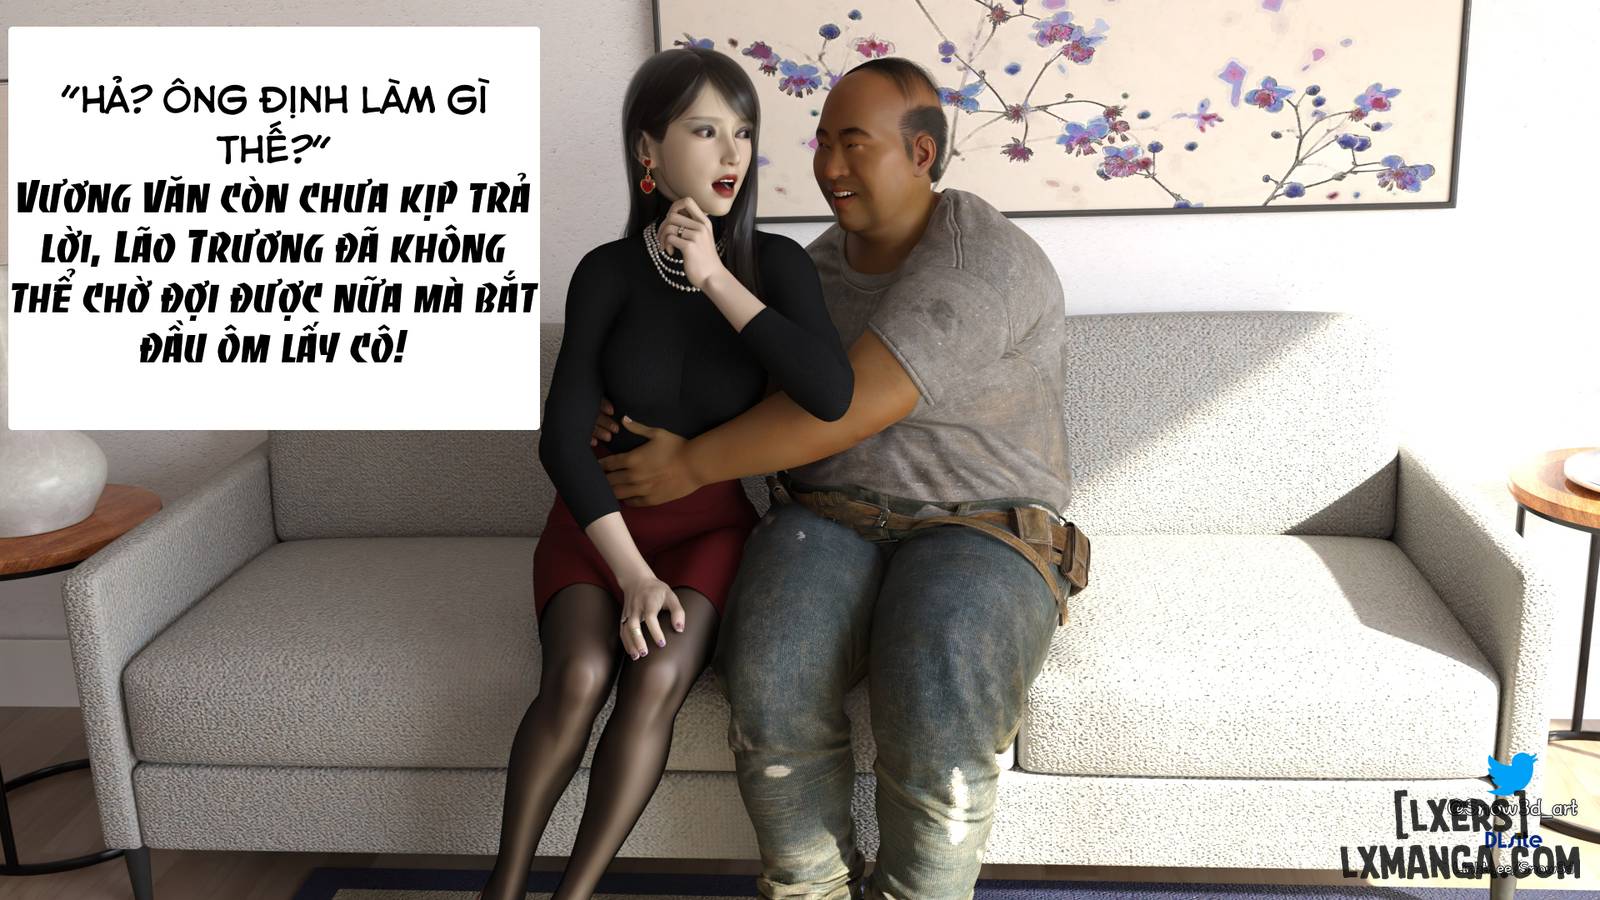 "HẢ? ÔNG ĐỊNH LÀM GÌ
THẾ?"
VƯƠNG VĂN CÒN CHƯA KỊP TRẢ
LỜI, LÃO TRƯƠNG ĐÃ KHÔNG
THỂ CHỜ ĐỢI ĐƯỢC NỮA MÀ BẮT
ĐẦU ÔM LẤY CÔ!
[LXERS]
@Snow3d_art
DLsite
LXMANGA.COM